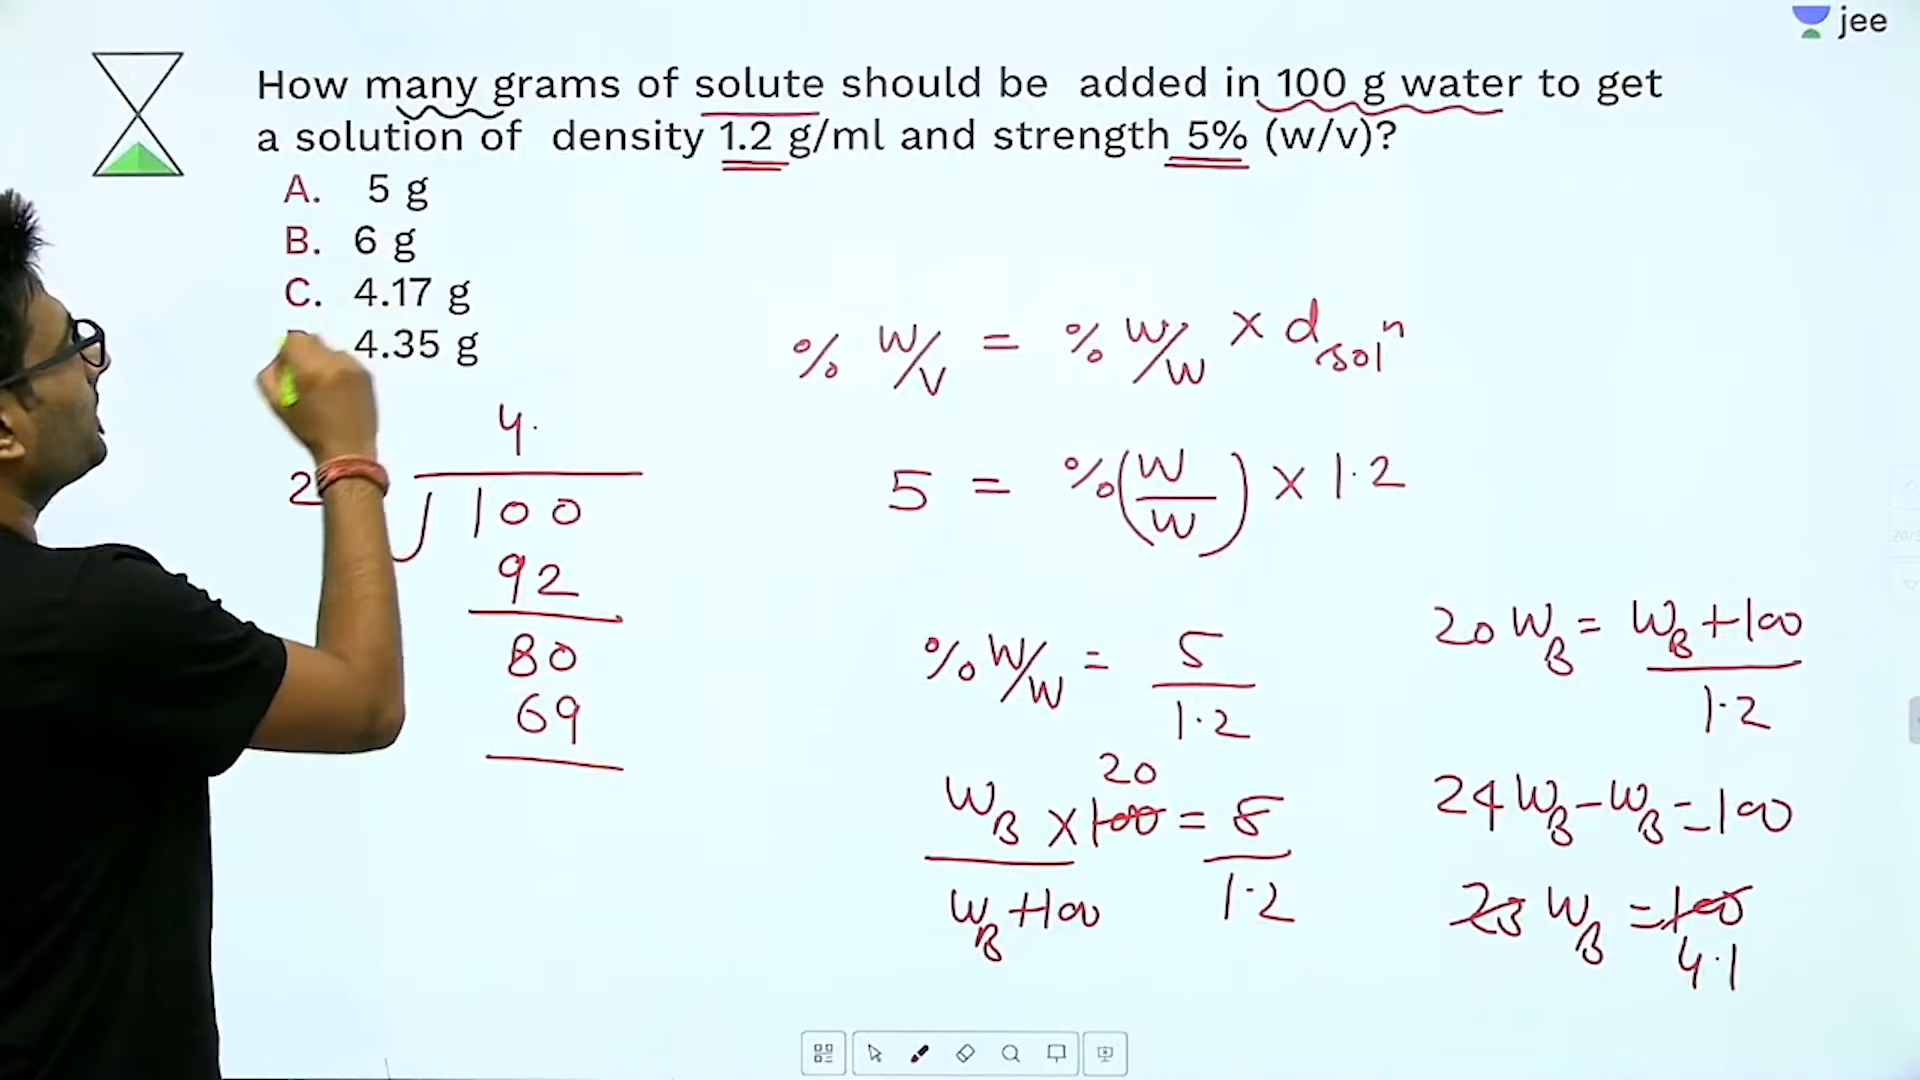 jee
How many grams of solute should be added in 100 g water to get
a solution of density 1.2 g/ml and strength 5% (w/v)?
A. 5 g
B. 6 g
C. 4.17 g
4.35 g
% W/V = % W/W × d solⁿ
5 = % (W/W) × 1.2
% W/W = 5/1.2
20
W_B × 100 = 5
W_B + 100 1.2
20 W_B = W_B + 100
1.2
24 W_B - W_B = 100
23 W_B = 100
4.1
4.
2
100
92
80
69